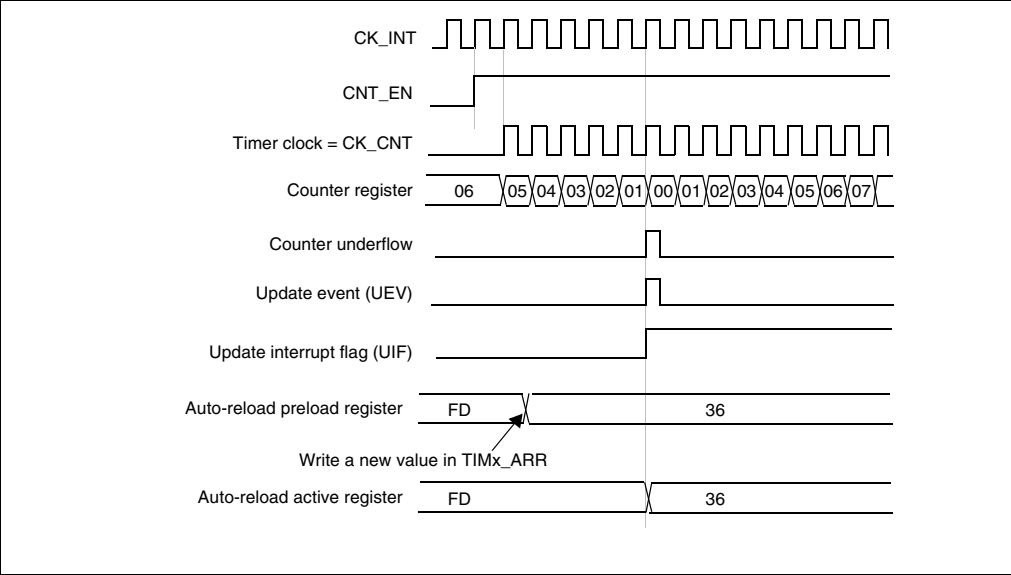 CK_INT
CNT_EN
Timer clock = CK_CNT
Counter register 06 05 04 03 02 01 00 01 02 03 04 05 06 07
Counter underflow
Update event (UEV)
Update interrupt flag (UIF)
Auto-reload preload register FD 36
Write a new value in TIMx_ARR
Auto-reload active register FD 36